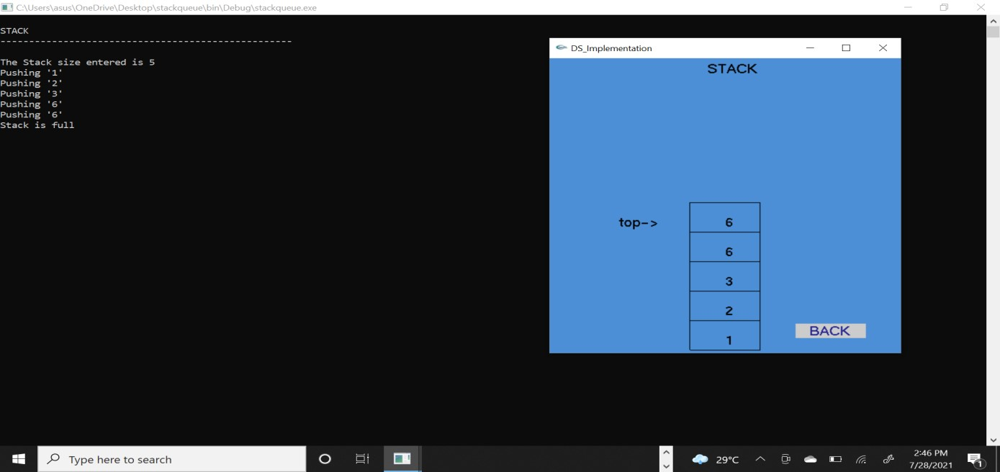 C:\Users\asus\OneDrive\Desktop\stackqueue\bin\Debug\stackqueue.exe
STACK
---------------------------------------------------
The Stack size entered is 5
Pushing '1'
Pushing '2'
Pushing '3'
Pushing '6'
Pushing '6'
Stack is full
DS_Implementation
STACK
top-> 6
6
3
2
1
BACK
Type here to search
29°C
2:46 PM
7/28/2021
1